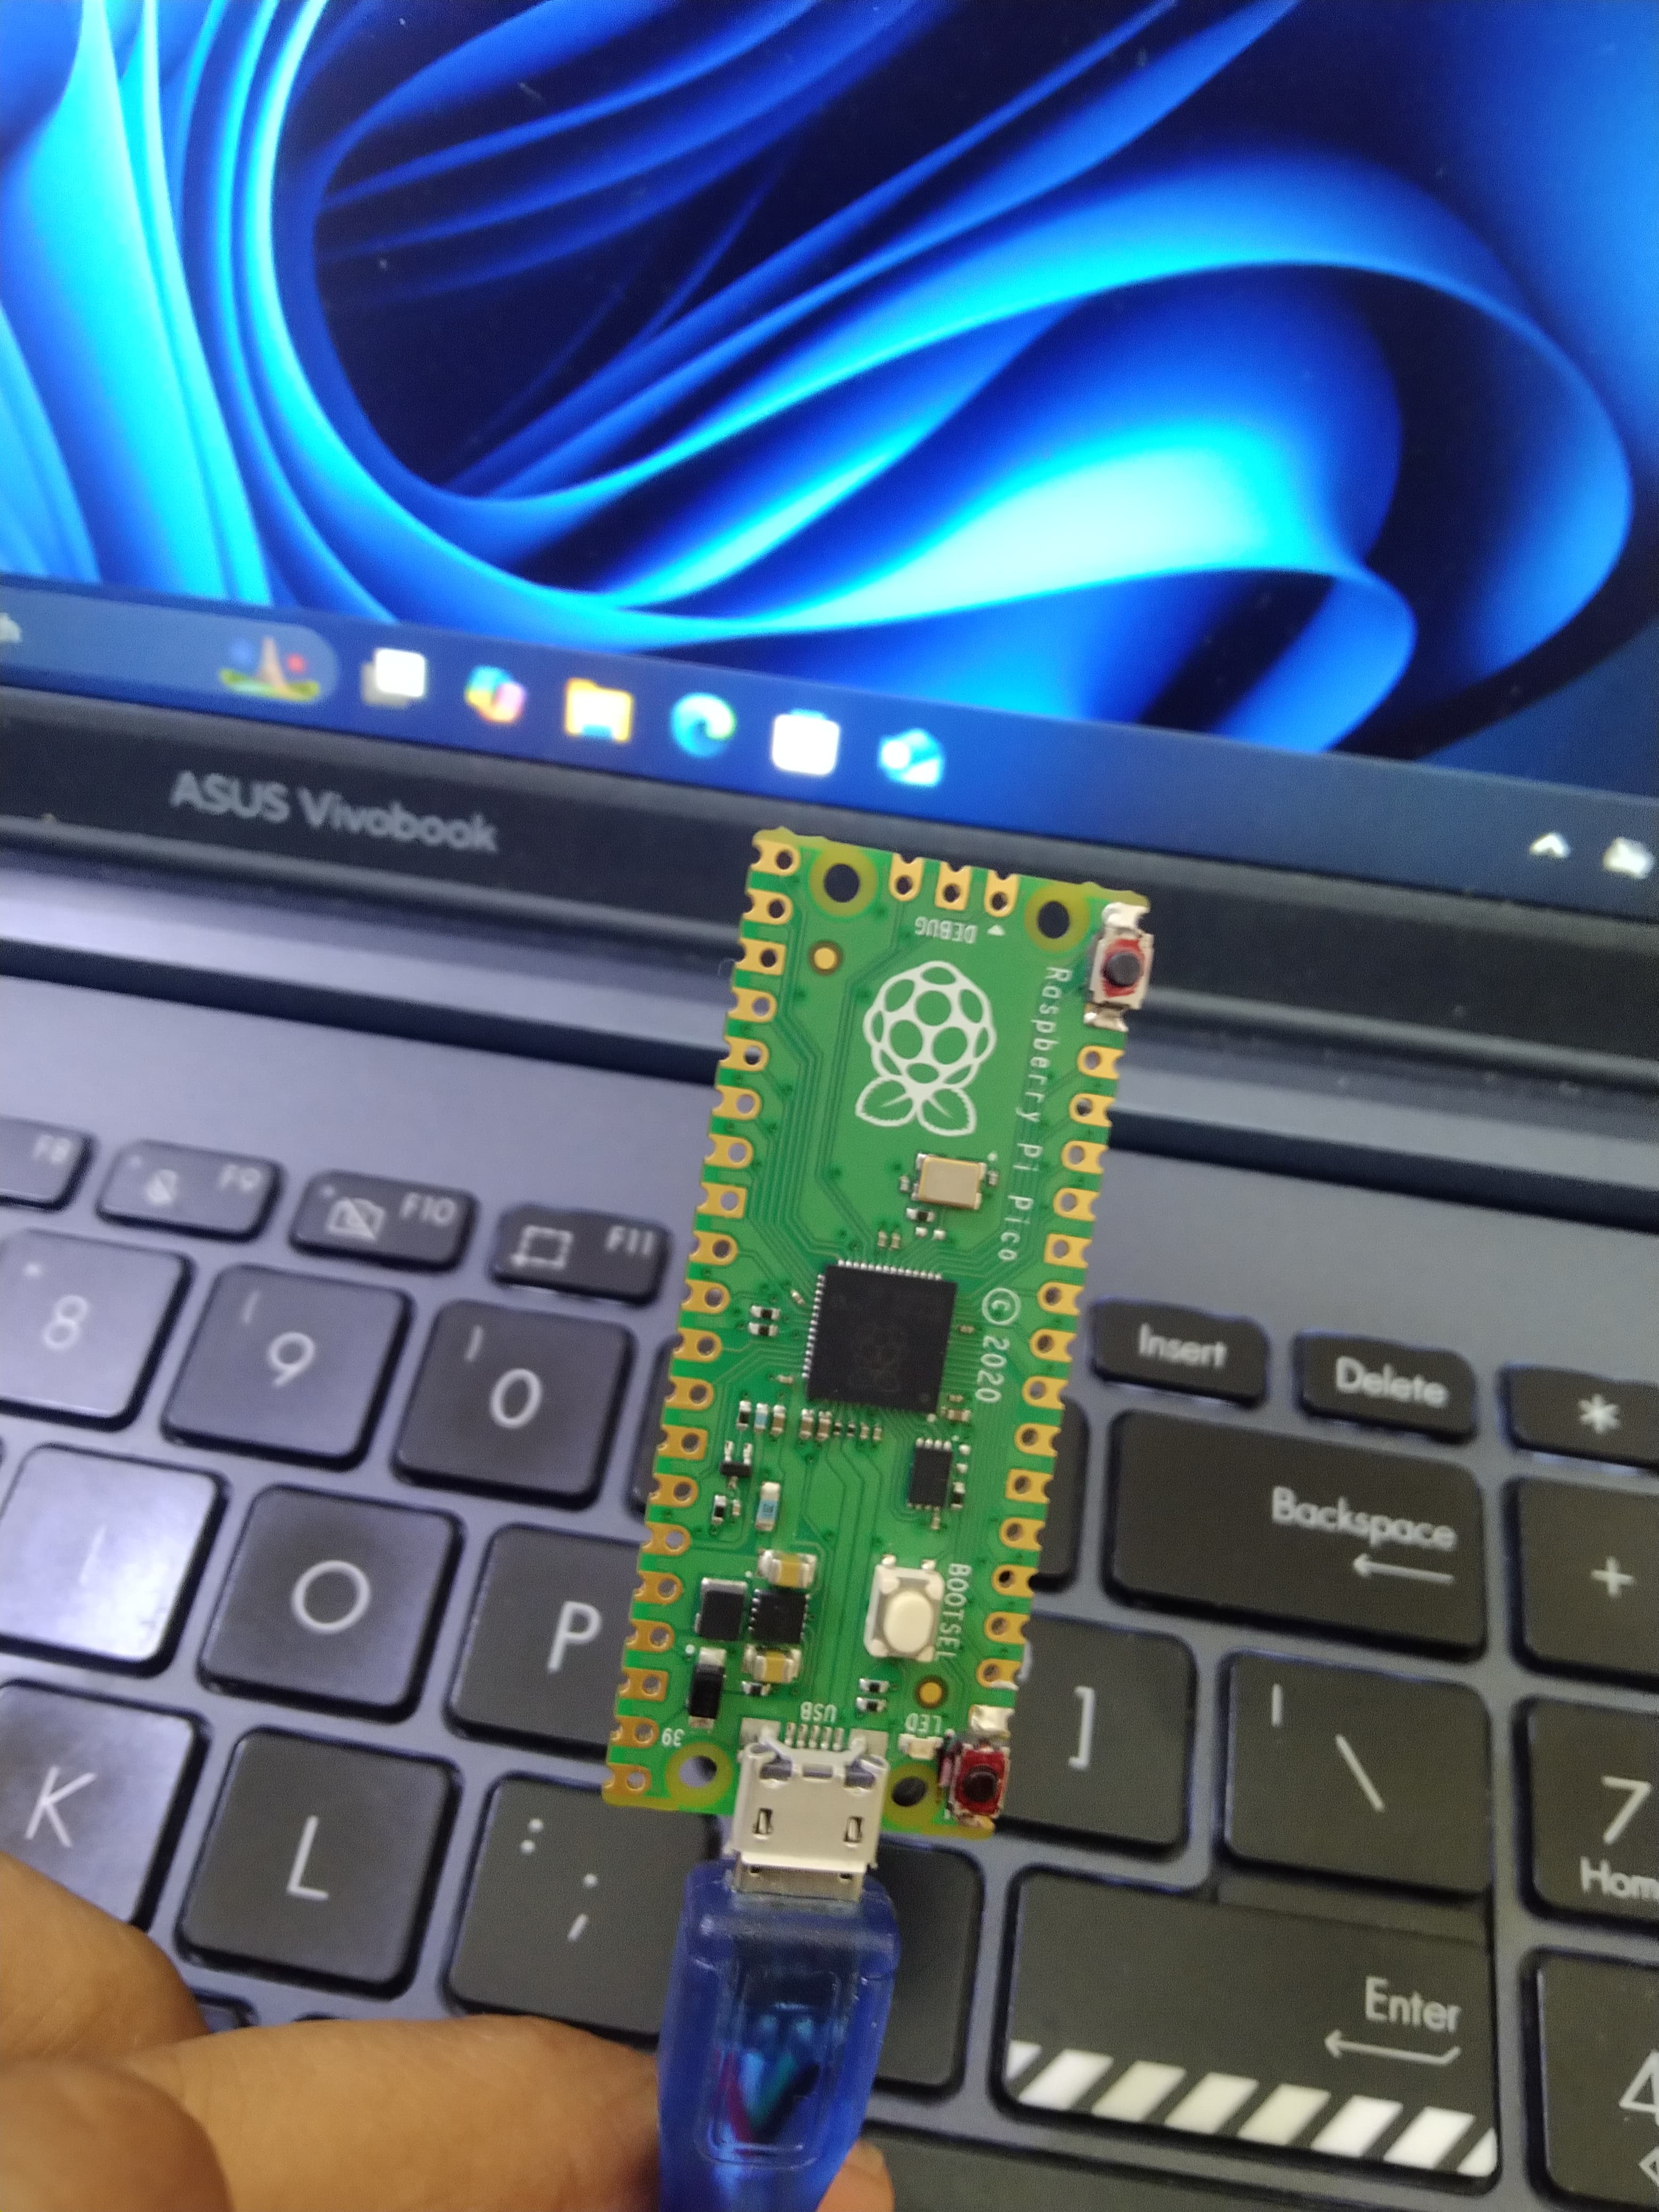 ASUS Vivobook
DEBUG
Raspberry Pi Pico © 2020
BOOTSEL
USB
LED
39
F8
F9
F10
F11
Insert
Delete
*
8
9
0
Backspace
+
O
P
]
\
7
Home
K
L
:
;
Enter
4